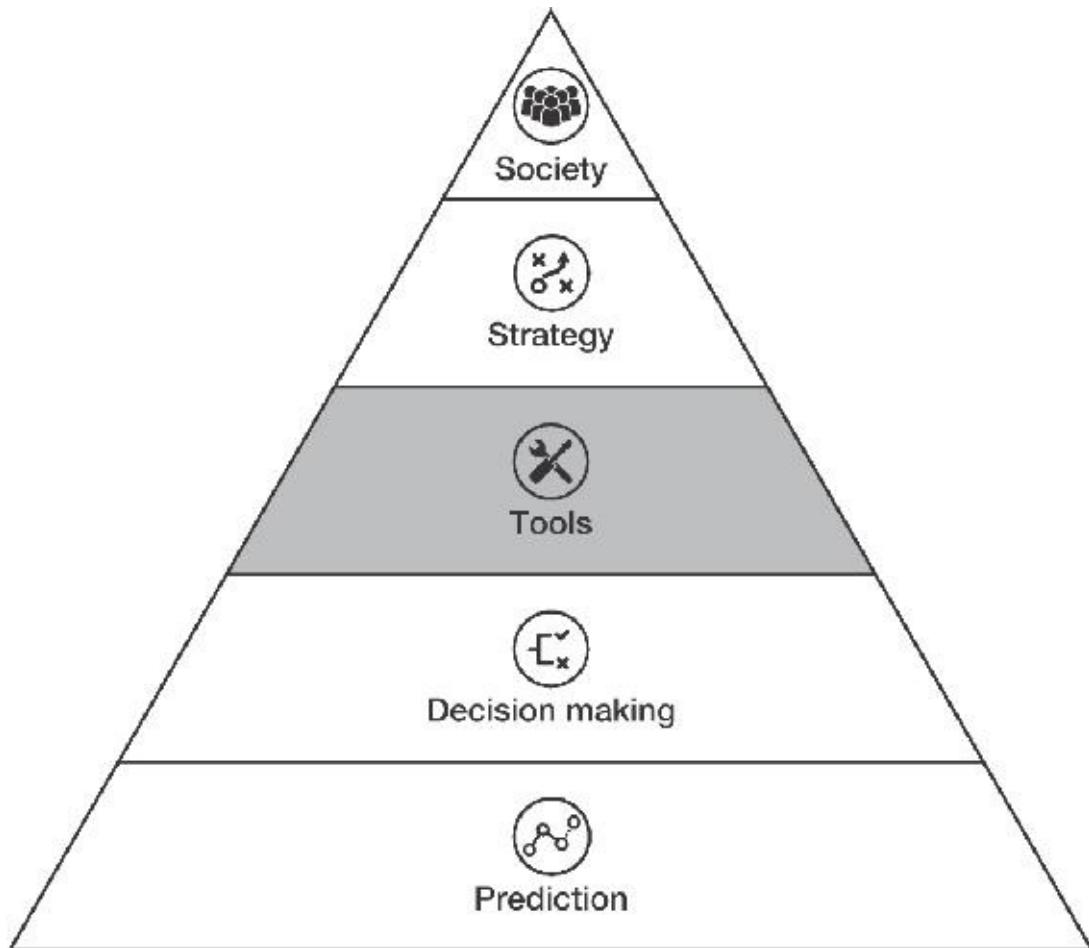 Society
Strategy
Tools
Decision making
Prediction